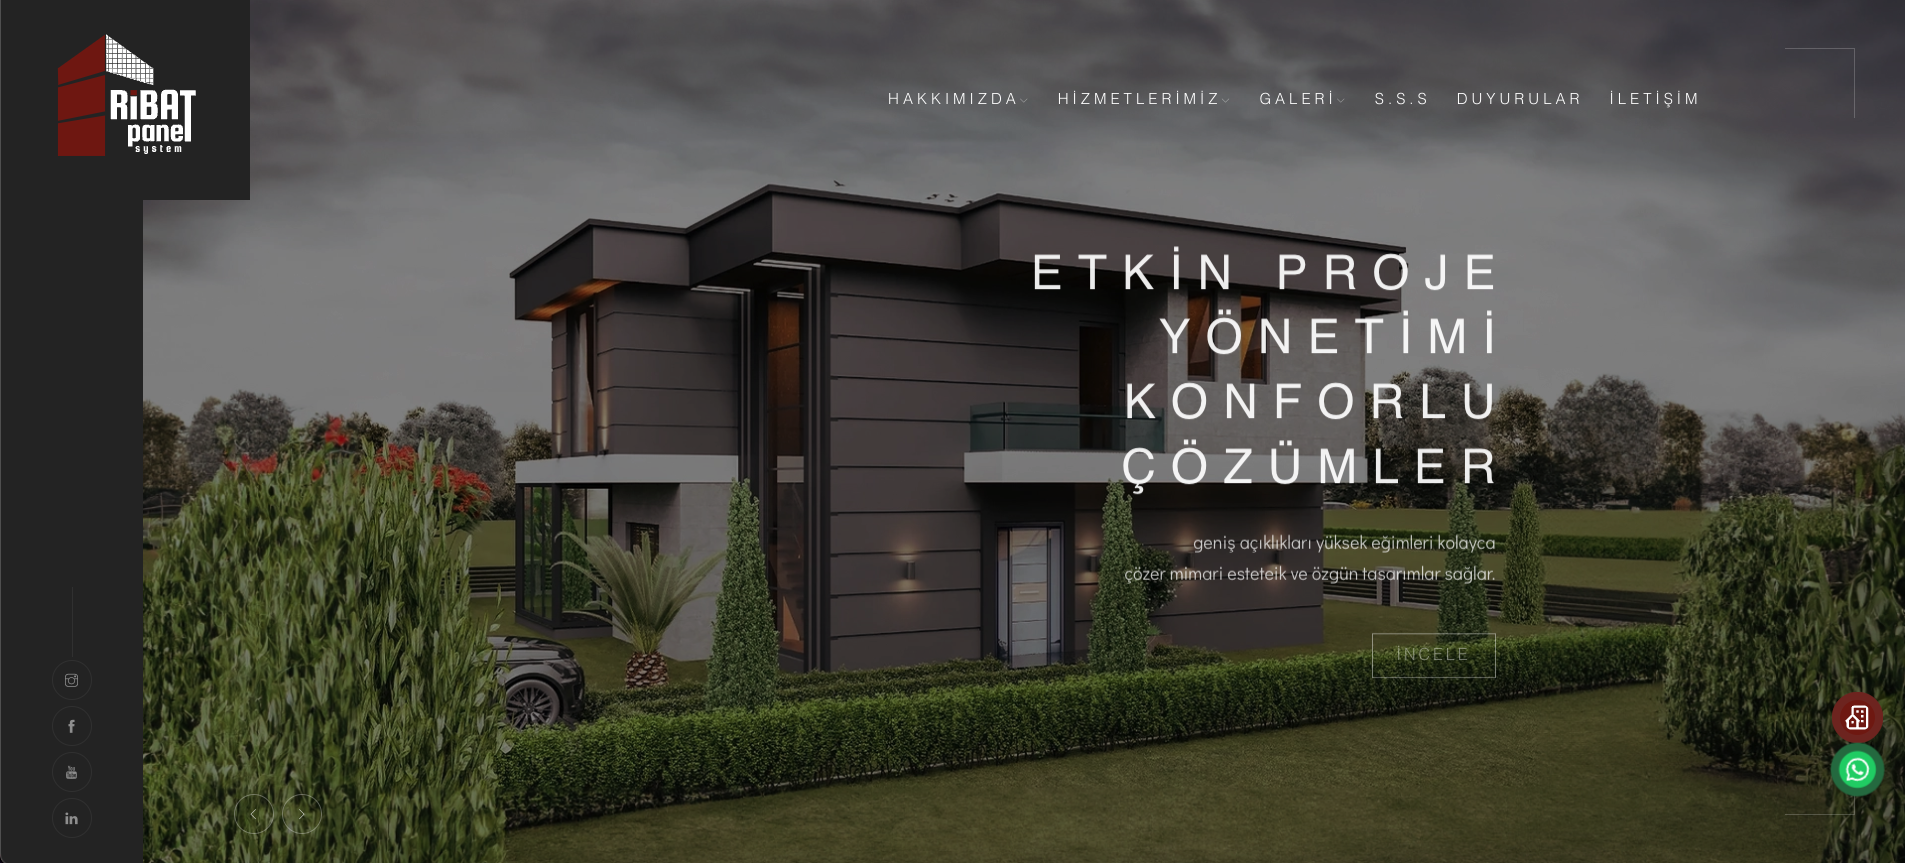 RiBAT
panel
system
HAKKIMIZDA
HİZMETLERİMİZ
GALERİ
S.S.S
DUYURULAR
İLETİŞİM
ETKİN PROJE
YÖNETİMİ
KONFORLU
ÇÖZÜMLER
geniş açıklıkları yüksek eğimleri kolayca
çözer mimari esteteik ve özgün tasarımlar sağlar.
İNCELE